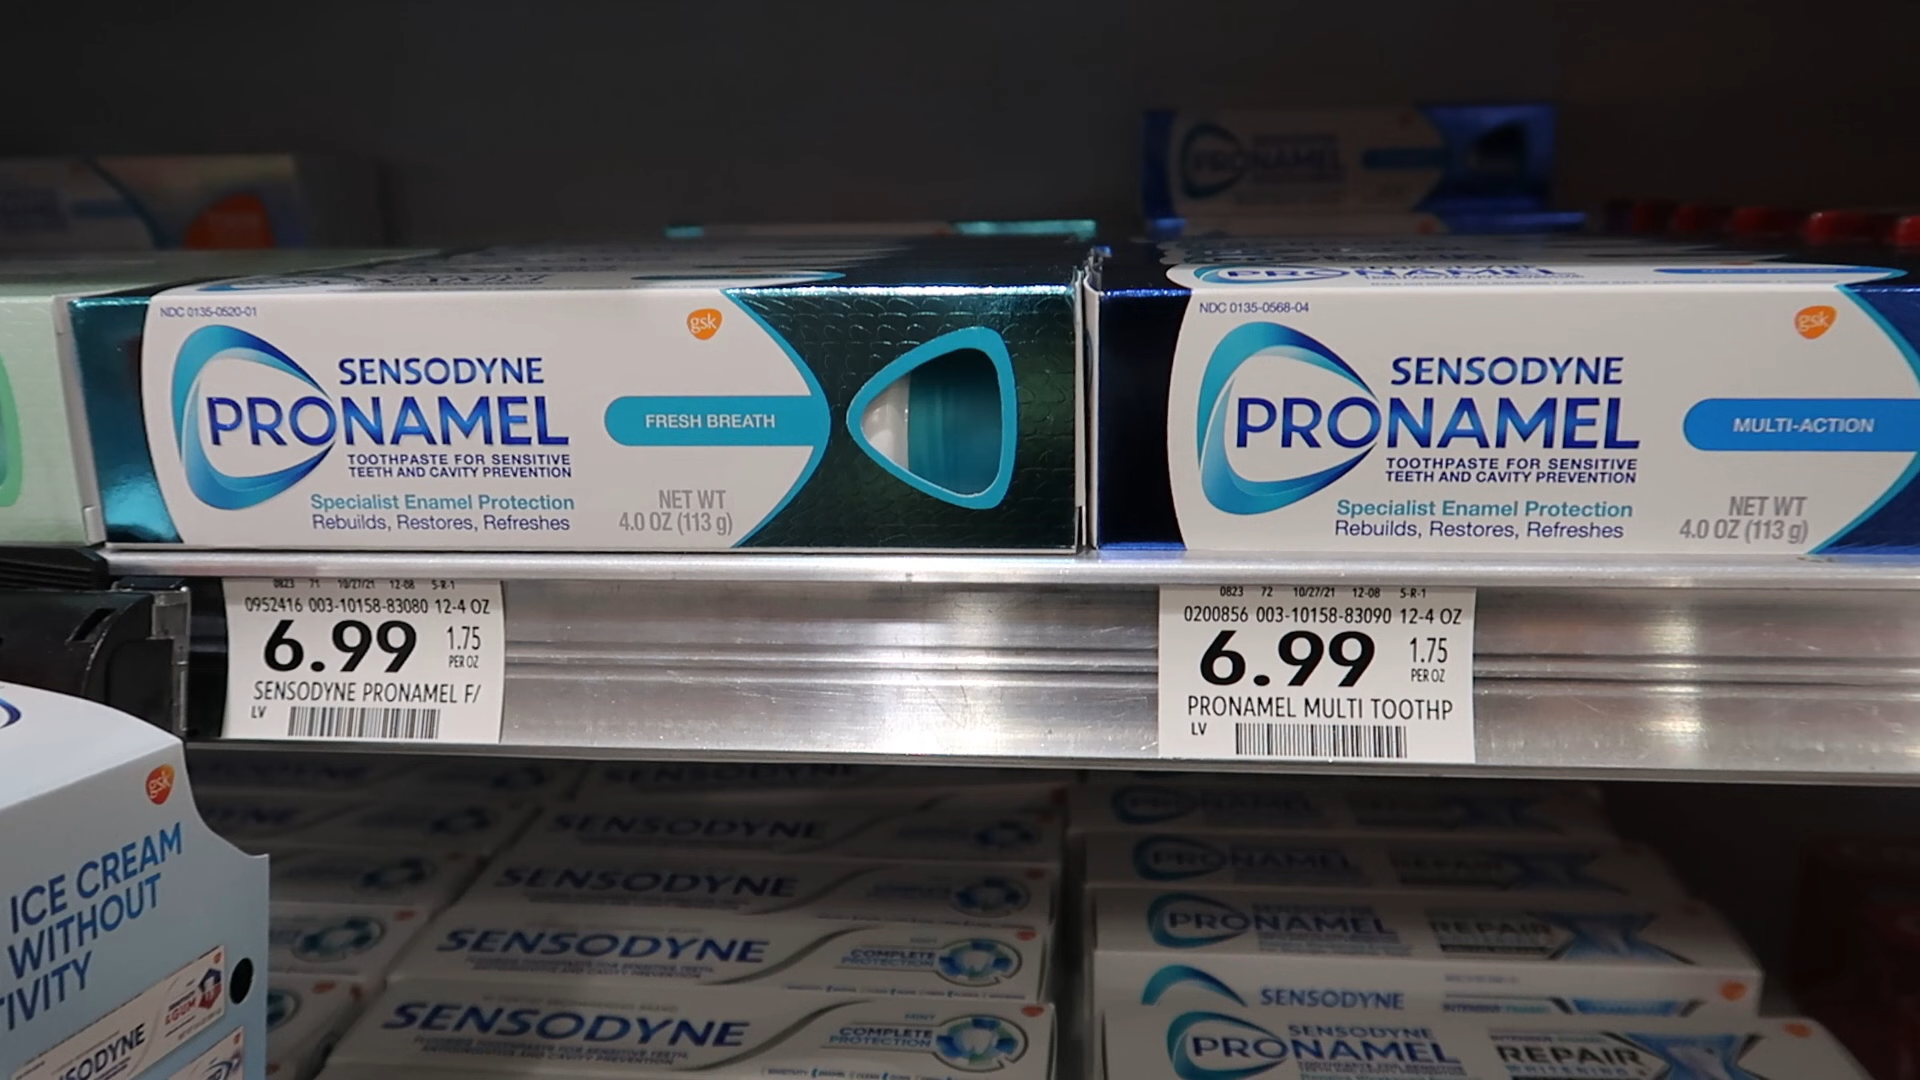 NDC 0135-0520-01
gsk
SENSODYNE
PRONAMEL
TOOTHPASTE FOR SENSITIVE
TEETH AND CAVITY PREVENTION
Specialist Enamel Protection
Rebuilds, Restores, Refreshes
FRESH BREATH
NET WT
4.0 OZ (113 g)
NDC 0135-0568-04
gsk
SENSODYNE
PRONAMEL
TOOTHPASTE FOR SENSITIVE
TEETH AND CAVITY PREVENTION
Specialist Enamel Protection
Rebuilds, Restores, Refreshes
MULTI-ACTION
NET WT
4.0 OZ (113 g)
PRONAMEL
0823 71 10/27/21 12-08 5-R-1
0952416 003-10158-83080 12-4 OZ
6.99 1.75
PER OZ
SENSODYNE PRONAMEL F/
LV
0823 72 10/27/21 12-08 5-R-1
0200856 003-10158-83090 12-4 OZ
6.99 1.75
PER OZ
PRONAMEL MULTI TOOTHP
LV
gsk
ICE CREAM
WITHOUT
TIVITY
SODYNE
SENSODYNE
SENSODYNE
SENSODYNE
COMPLETE
PROTECTION
SENSODYNE
COMPLETE
PROTECTION
PRONAMEL
PRONAMEL
REPAIR
SENSODYNE
SENSODYNE
PRONAMEL
REPAIR